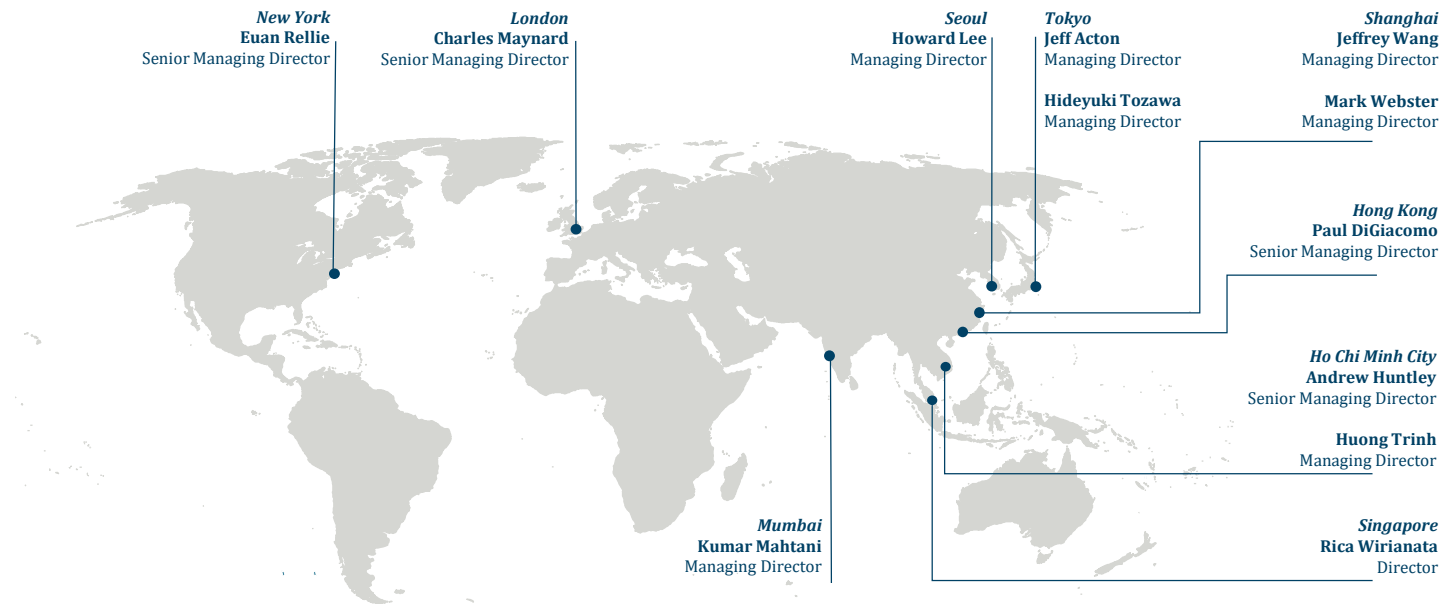 New York
Euan Rellie
Senior Managing Director
London
Charles Maynard
Senior Managing Director
Seoul
Howard Lee
Managing Director
Tokyo
Jeff Acton
Managing Director
Hideyuki Tozawa
Managing Director
Shanghai
Jeffrey Wang
Managing Director
Mark Webster
Managing Director
Hong Kong
Paul DiGiacomo
Senior Managing Director
Ho Chi Minh City
Andrew Huntley
Senior Managing Director
Huong Trinh
Managing Director
Mumbai
Kumar Mahtani
Managing Director
Singapore
Rica Wirianata
Director